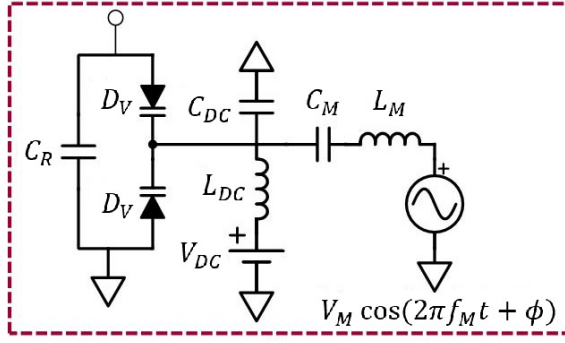 D_V
C_DC
C_M
L_M
C_R
+
D_V
L_DC
+
V_DC
V_M cos(2πf_M t + ϕ)